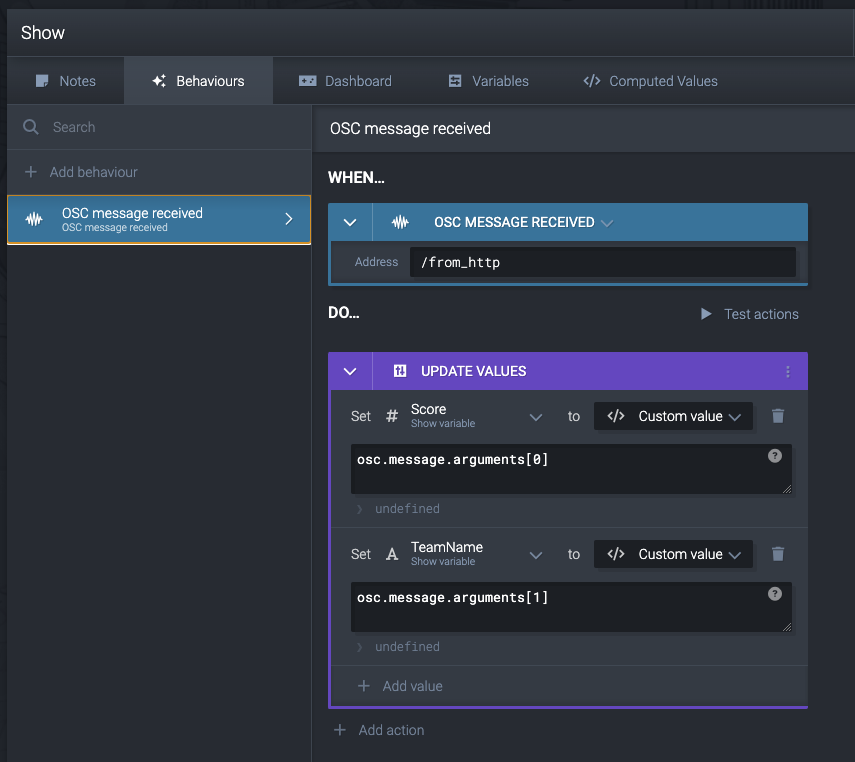 Show
Notes
Behaviours
Dashboard
Variables
</> Computed Values
Search
+ Add behaviour
OSC message received
OSC message received
OSC message received
WHEN...
OSC MESSAGE RECEIVED
Address /from_http
DO...
Test actions
UPDATE VALUES
Set # Score to </> Custom value
Show variable
osc.message.arguments[0]
?
undefined
Set A TeamName to </> Custom value
Show variable
osc.message.arguments[1]
?
undefined
+ Add value
+ Add action